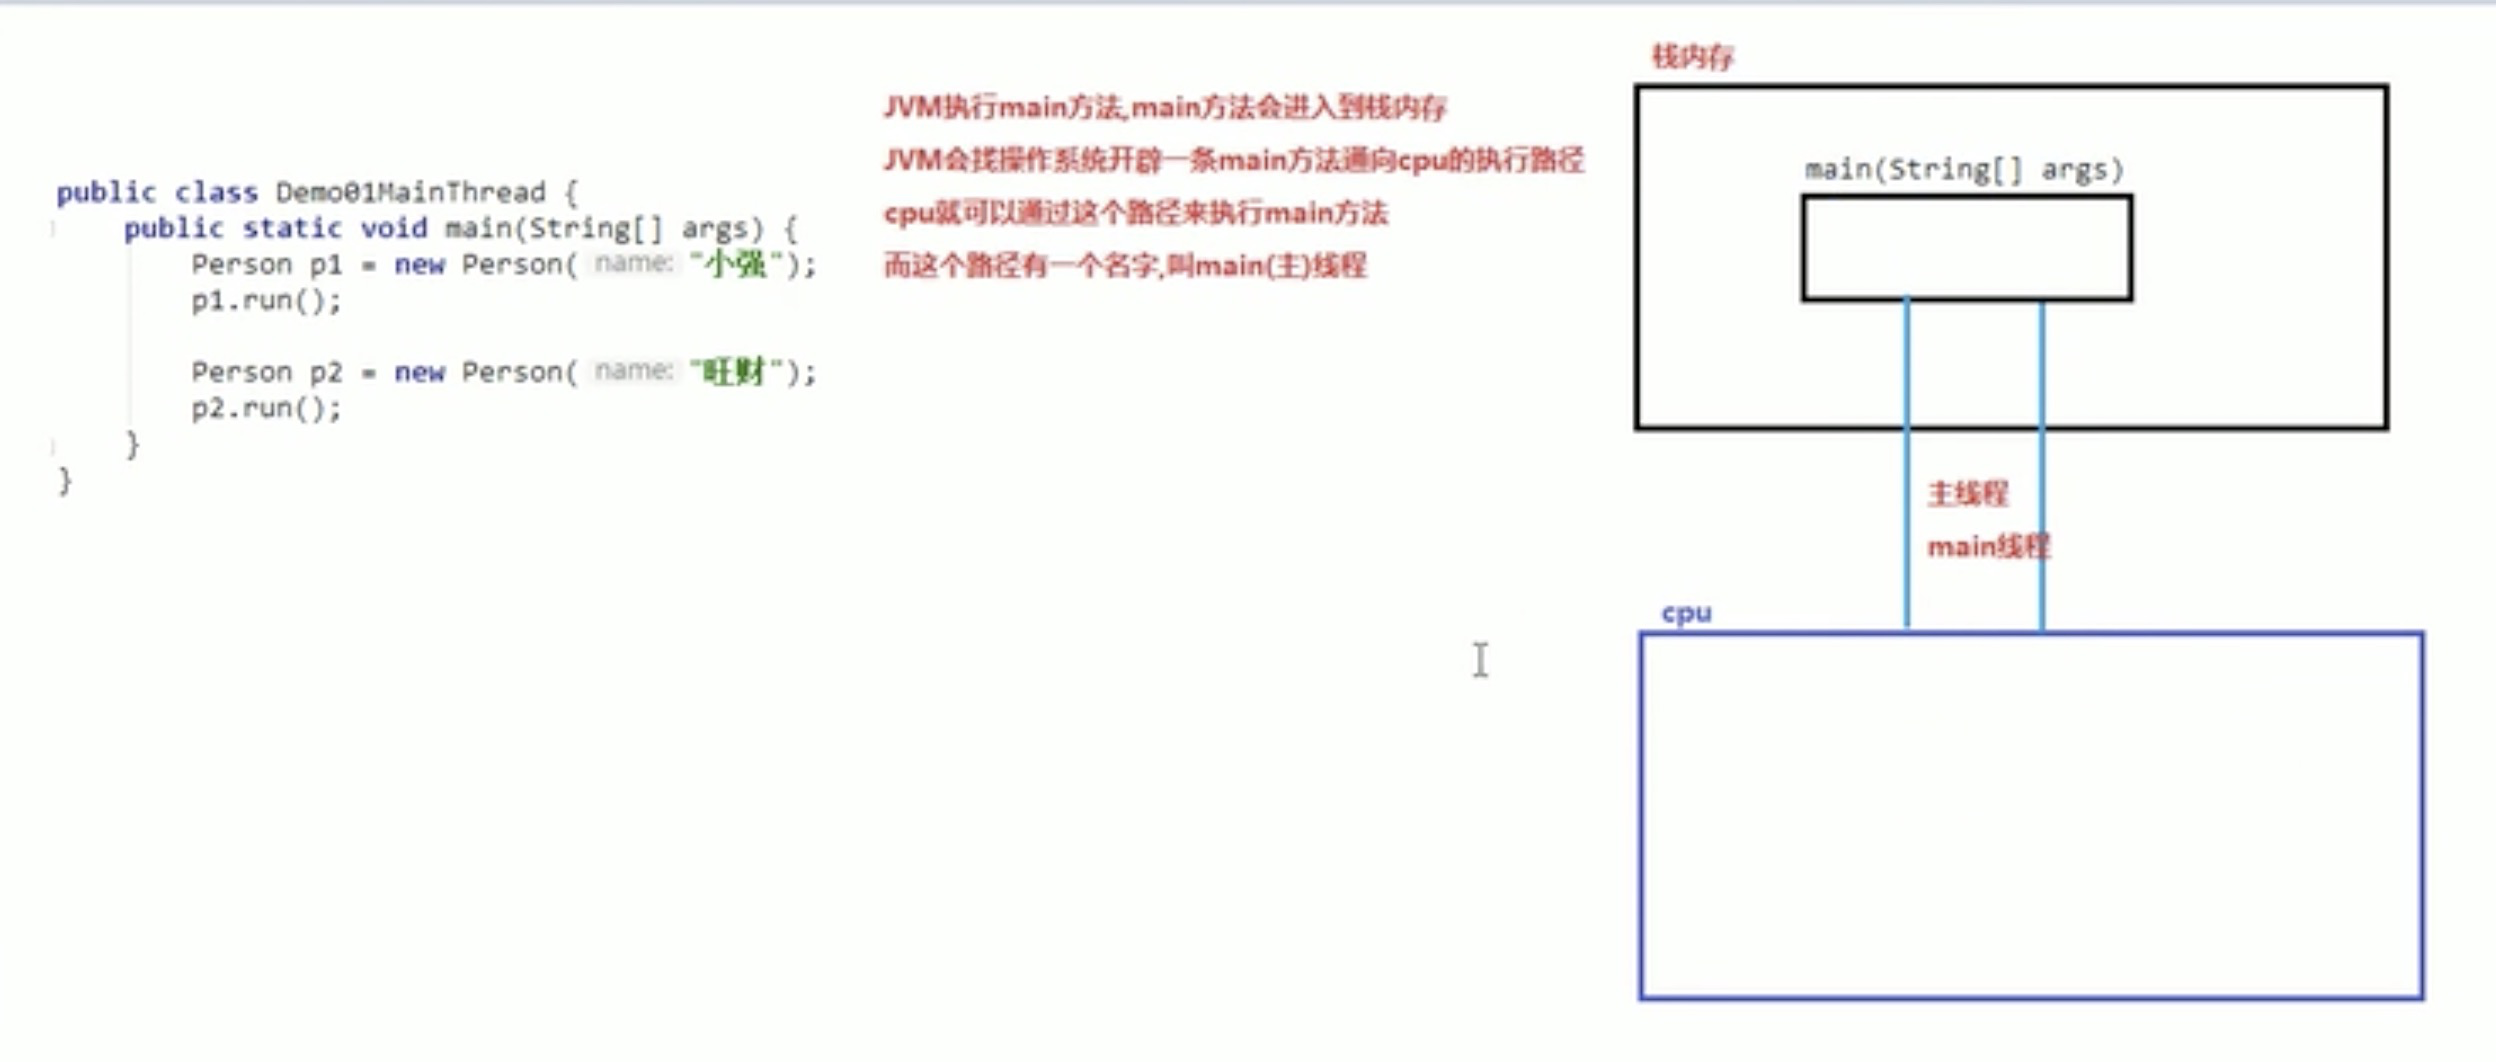 public class Demo01MainThread {
    public static void main(String[] args) {
        Person p1 = new Person( name: "小强");
        p1.run();
        Person p2 = new Person( name: "旺财");
        p2.run();
    }
}
JVM执行main方法,main方法会进入到栈内存
JVM会找操作系统开辟一条main方法通向cpu的执行路径
cpu就可以通过这个路径来执行main方法
而这个路径有一个名字,叫main(主)线程
栈内存
main(String[] args)
主线程
main线程
cpu